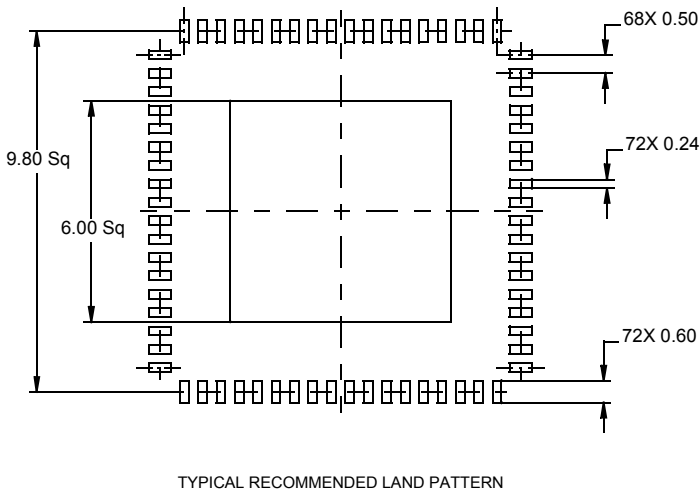 68X 0.50
9.80 Sq
72X 0.24
6.00 Sq
72X 0.60
TYPICAL RECOMMENDED LAND PATTERN